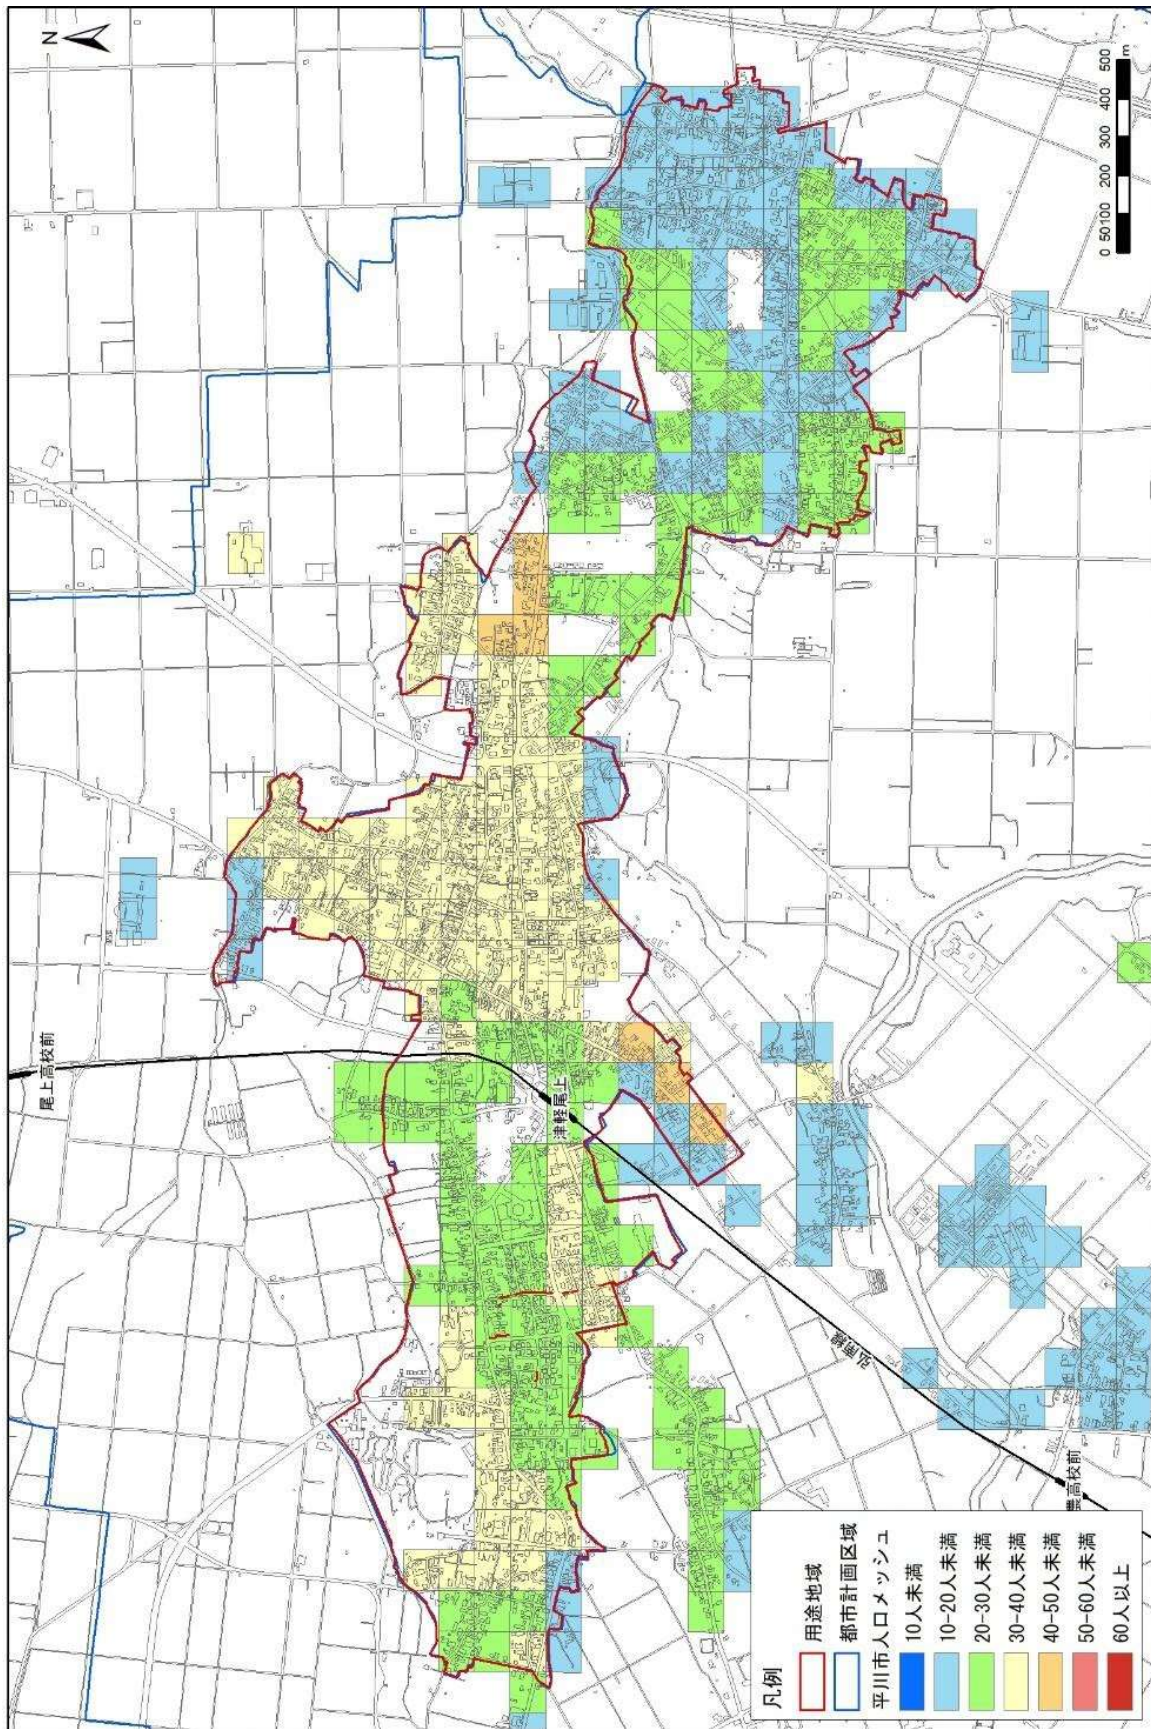 N
0 50100 200 300 400 500
m
尾上高校前
津軽尾上
弘南線
農高校前
凡例
用途地域
都市計画区域
平川市人口メッシュ
10人未満
10-20人未満
20-30人未満
30-40人未満
40-50人未満
50-60人未満
60人以上